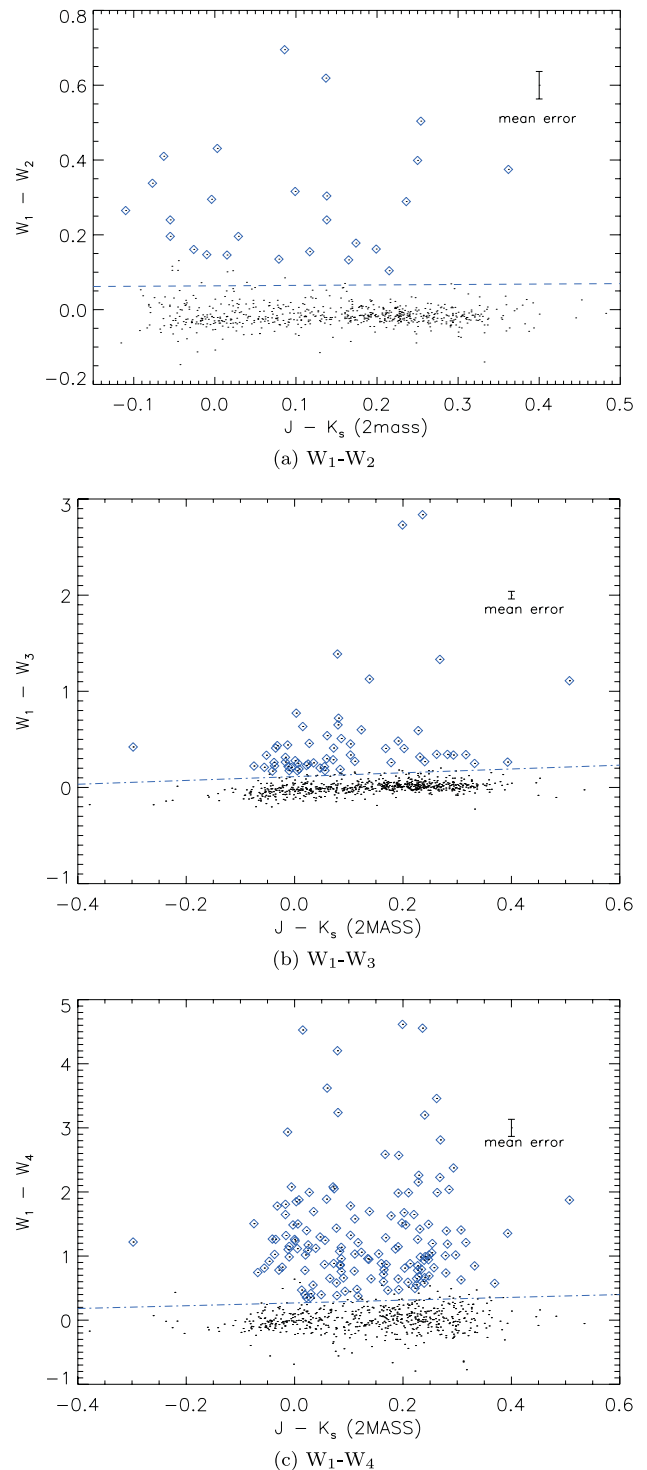 0.8
0.6
0.4
0.2
0.0
-0.2
W₁ - W₂
mean error
-0.1 0.0 0.1 0.2 0.3 0.4 0.5
J - Kₛ (2mass)
(a) W₁-W₂
3
2
1
0
-1
W₁ - W₃
mean error
-0.4 -0.2 0.0 0.2 0.4 0.6
J - Kₛ (2MASS)
(b) W₁-W₃
5
4
3
2
1
0
-1
W₁ - W₄
mean error
-0.4 -0.2 0.0 0.2 0.4 0.6
J - Kₛ (2MASS)
(c) W₁-W₄